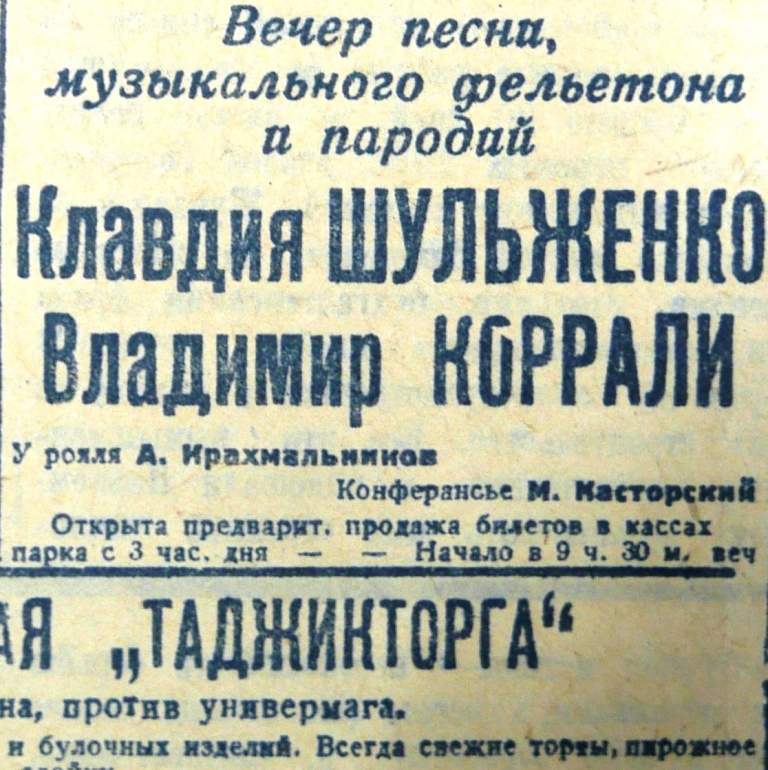 Вечер песни,
музыкального фельетона
и пародий
Клавдия ШУЛЬЖЕНКО
Владимир КОРРАЛИ
У рояля А. Крахмальников
Конферансье М. Касторский
Открыта предварит. продажа билетов в кассах
парка с 3 час. дня — — Начало в 9 ч. 30 м. веч
АЯ „ТАДЖИКТОРГА“
на, против универмага.
и булочных изделий. Всегда свежие торты, пирожное